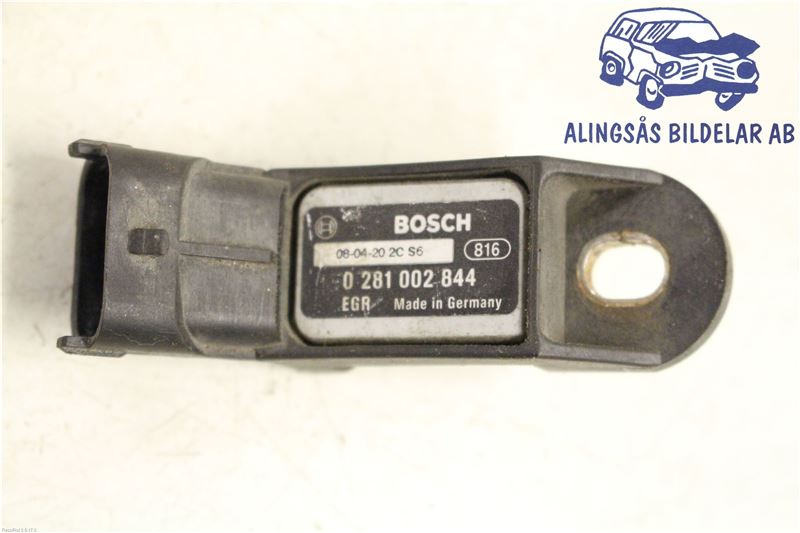 ALINGSÅS BILDELAR AB
BOSCH
08-04-20 2C S6
816
0 281 002 844
EGR Made in Germany